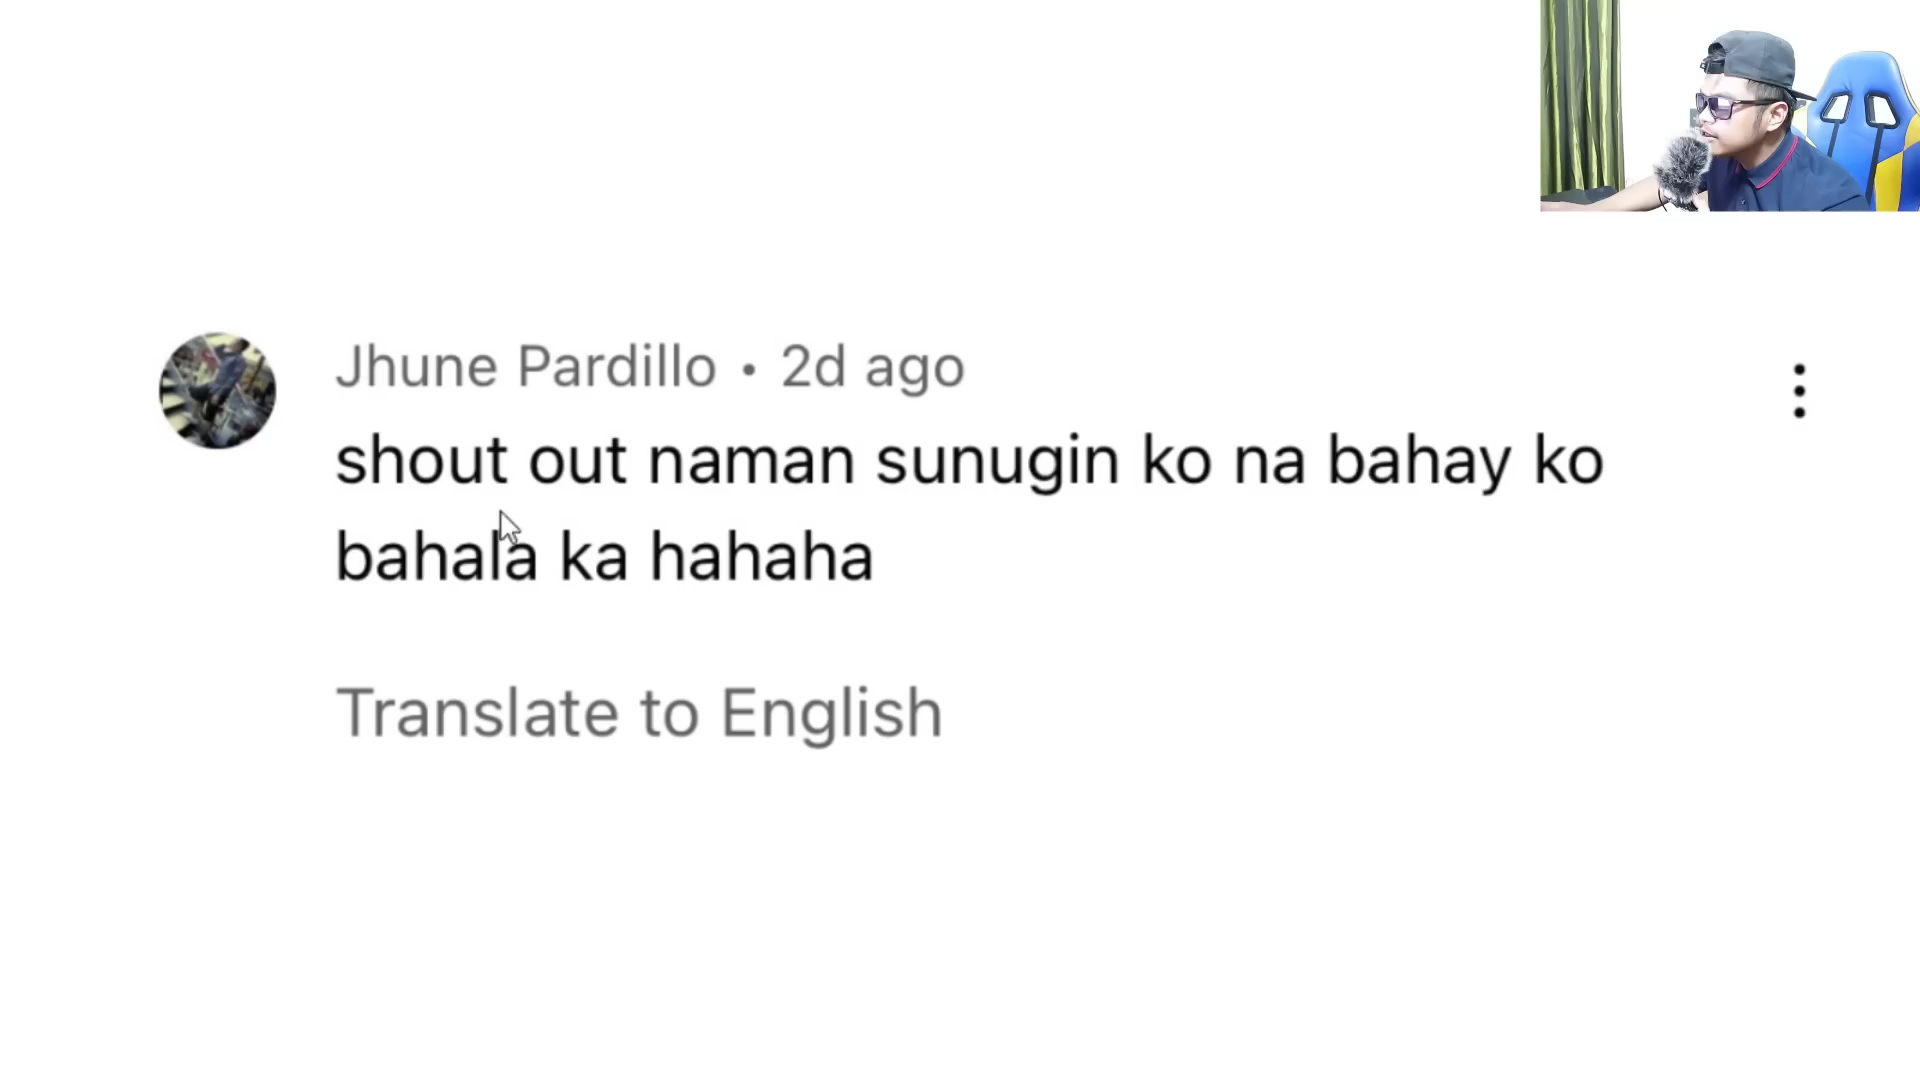 Jhune Pardillo • 2d ago
shout out naman sunugin ko na bahay ko
bahala ka hahaha
Translate to English